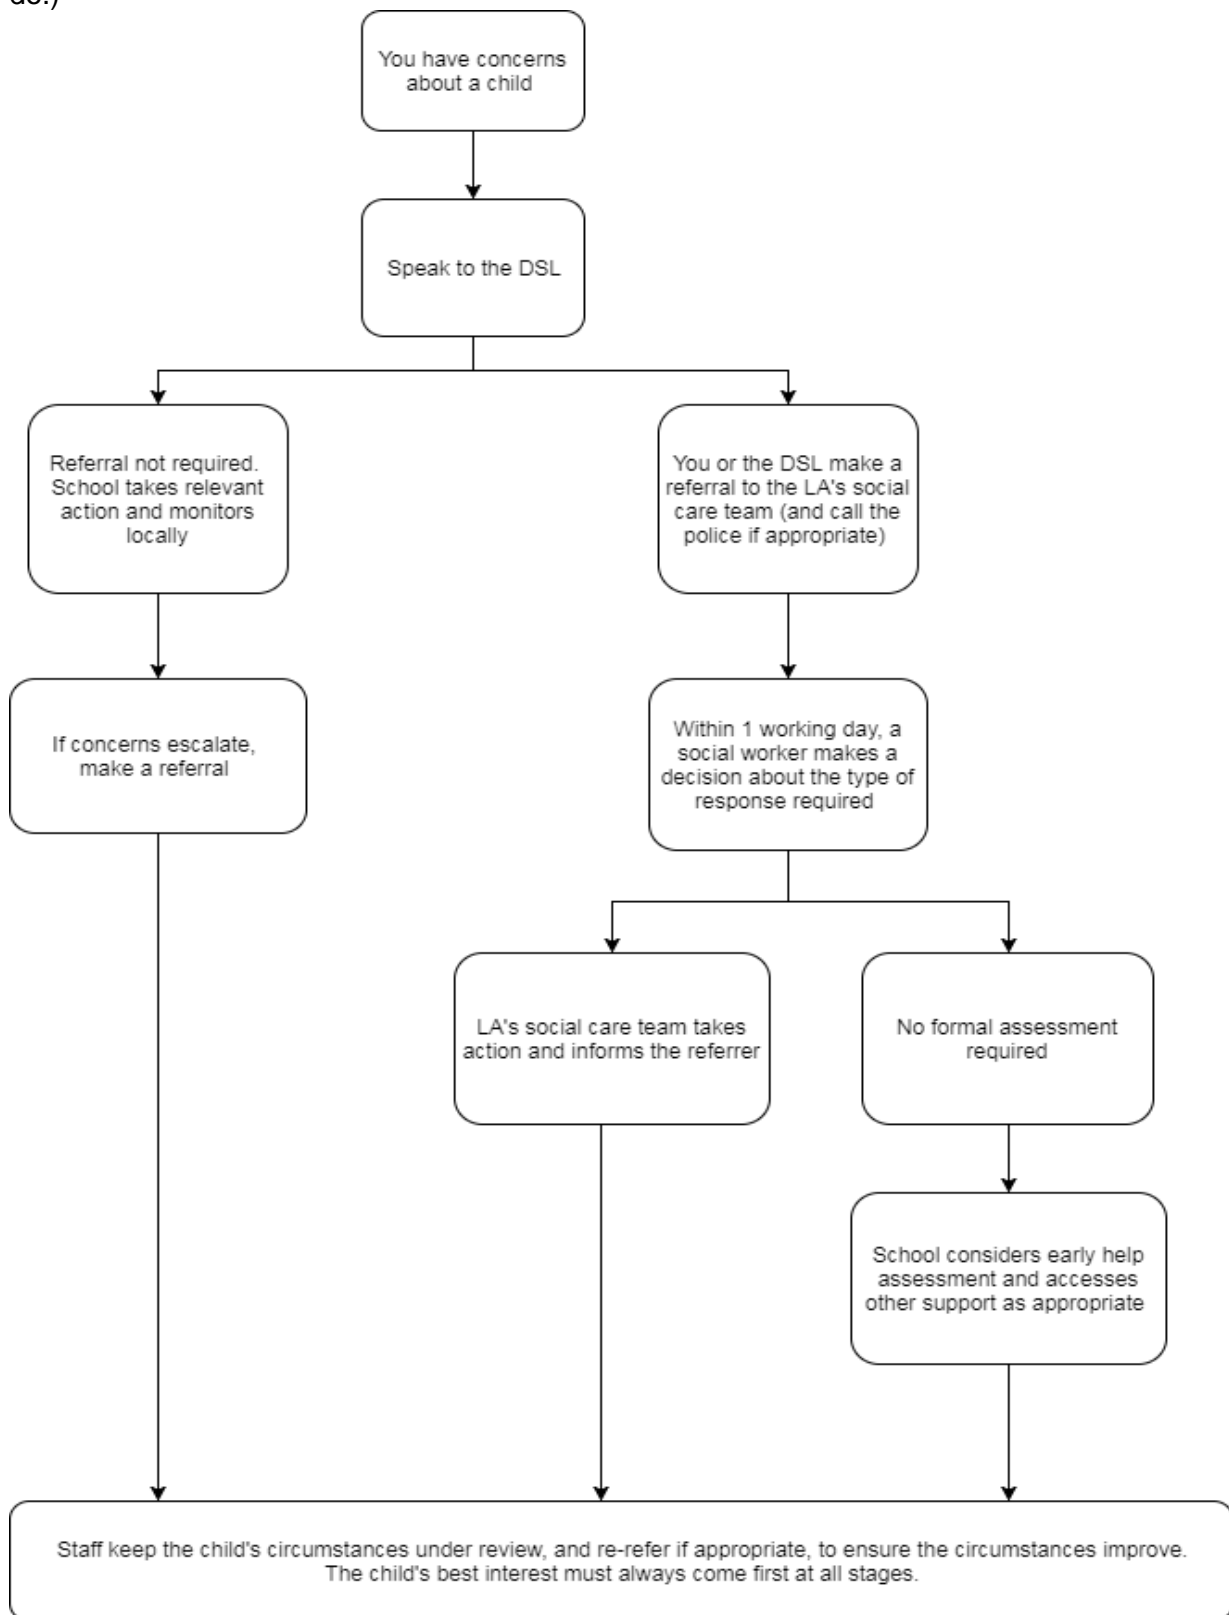 do.)
You have concerns
about a child
Speak to the DSL
Referral not required.
School takes relevant
action and monitors
locally
You or the DSL make a
referral to the LA's social
care team (and call the
police if appropriate)
If concerns escalate,
make a referral
Within 1 working day, a
social worker makes a
decision about the type of
response required
LA's social care team takes
action and informs the referrer
No formal assessment
required
School considers early help
assessment and accesses
other support as appropriate
Staff keep the child's circumstances under review, and re-refer if appropriate, to ensure the circumstances improve.
The child's best interest must always come first at all stages.